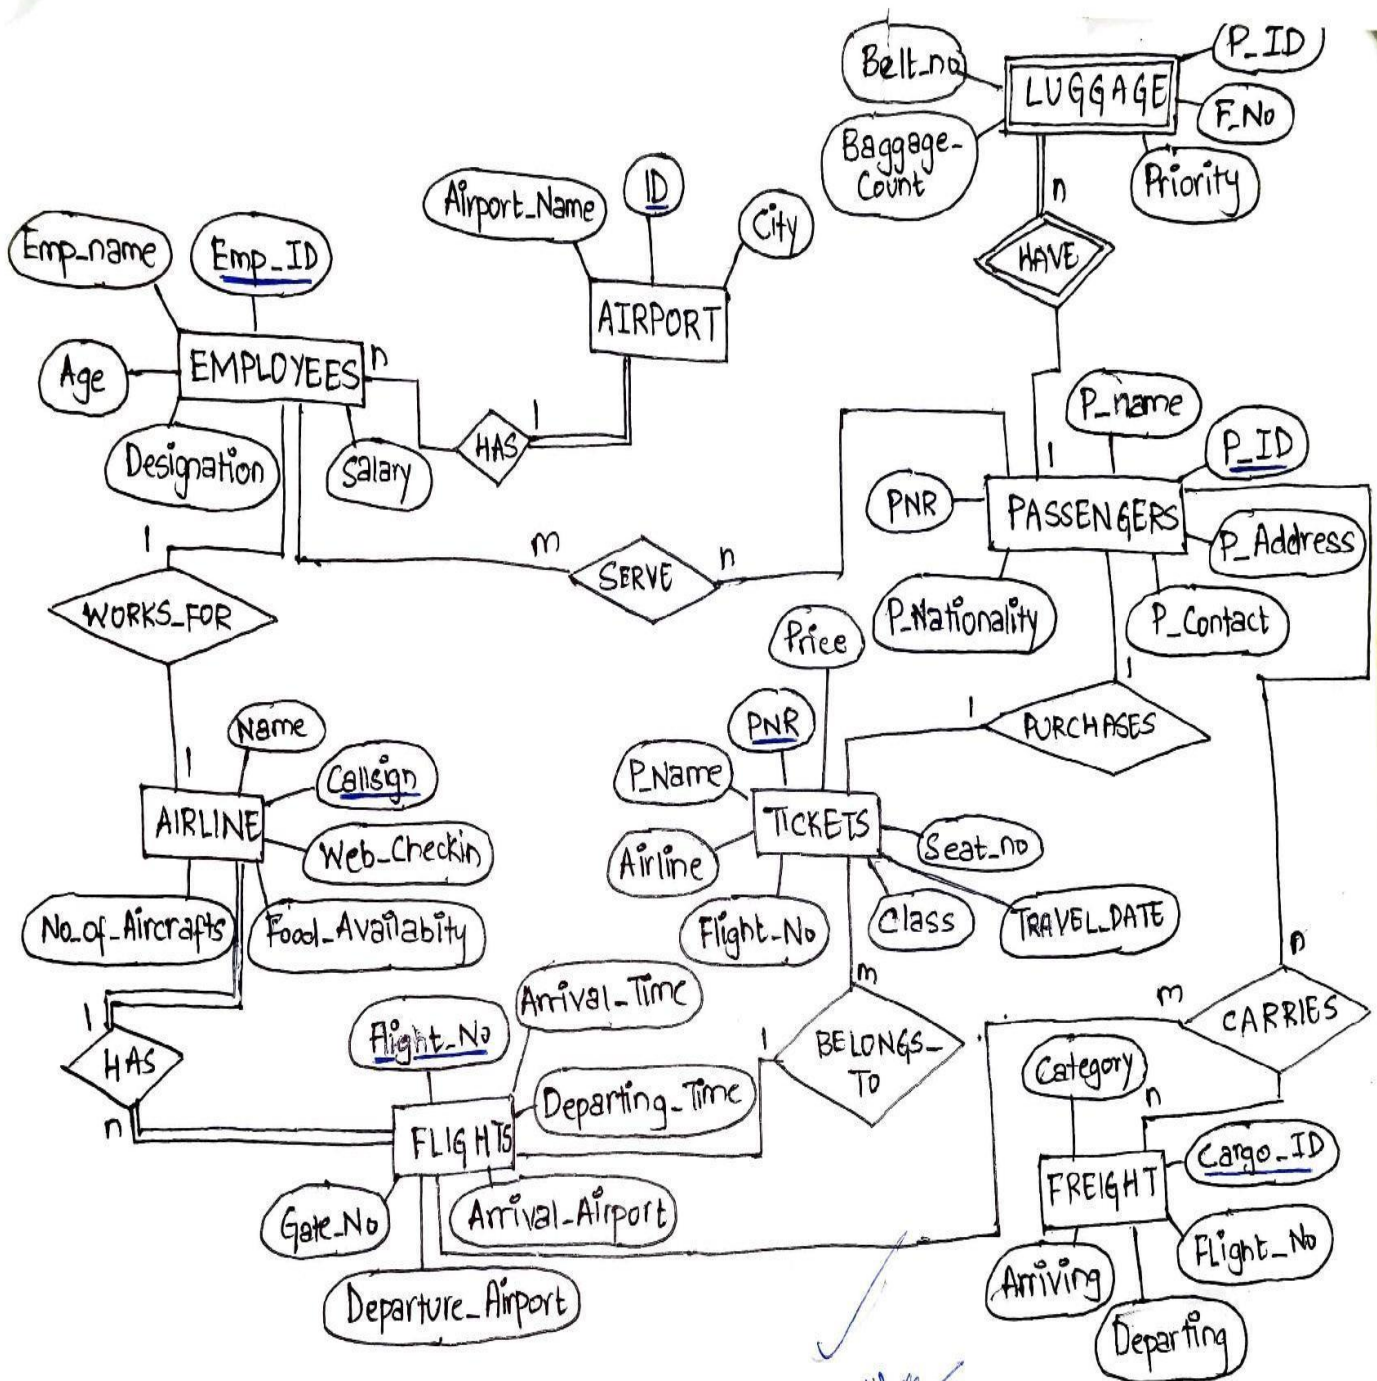 Belt_no
LUGGAGE
P_ID
F_No
Baggage_
Count
Priority
n
HAVE
Airport_Name
ID
City
AIRPORT
Emp_name
Emp_ID
EMPLOYEES
n
Age
Designation
Salary
HAS
1
P_name
P_ID
1
PNR
PASSENGERS
P_Address
P_Nationality
P_Contact
1
m
SERVE
n
WORKS_FOR
Price
1
1
PURCHASES
PNR
Name
1
Callsign
P_Name
AIRLINE
Web_Checkin
TICKETS
Seat_no
Airline
No_of_Aircrafts
Food_Availabity
Flight_No
Class
TRAVEL_DATE
n
m
m
CARRIES
Arrival_Time
1
HAS
Flight_No
1
BELONGS_
TO
Departing_Time
Category
n
n
FLIGHTS
Cargo_ID
FREIGHT
Gate_No
Arrival_Airport
Flight_No
Arriving
Departure_Airport
Departing